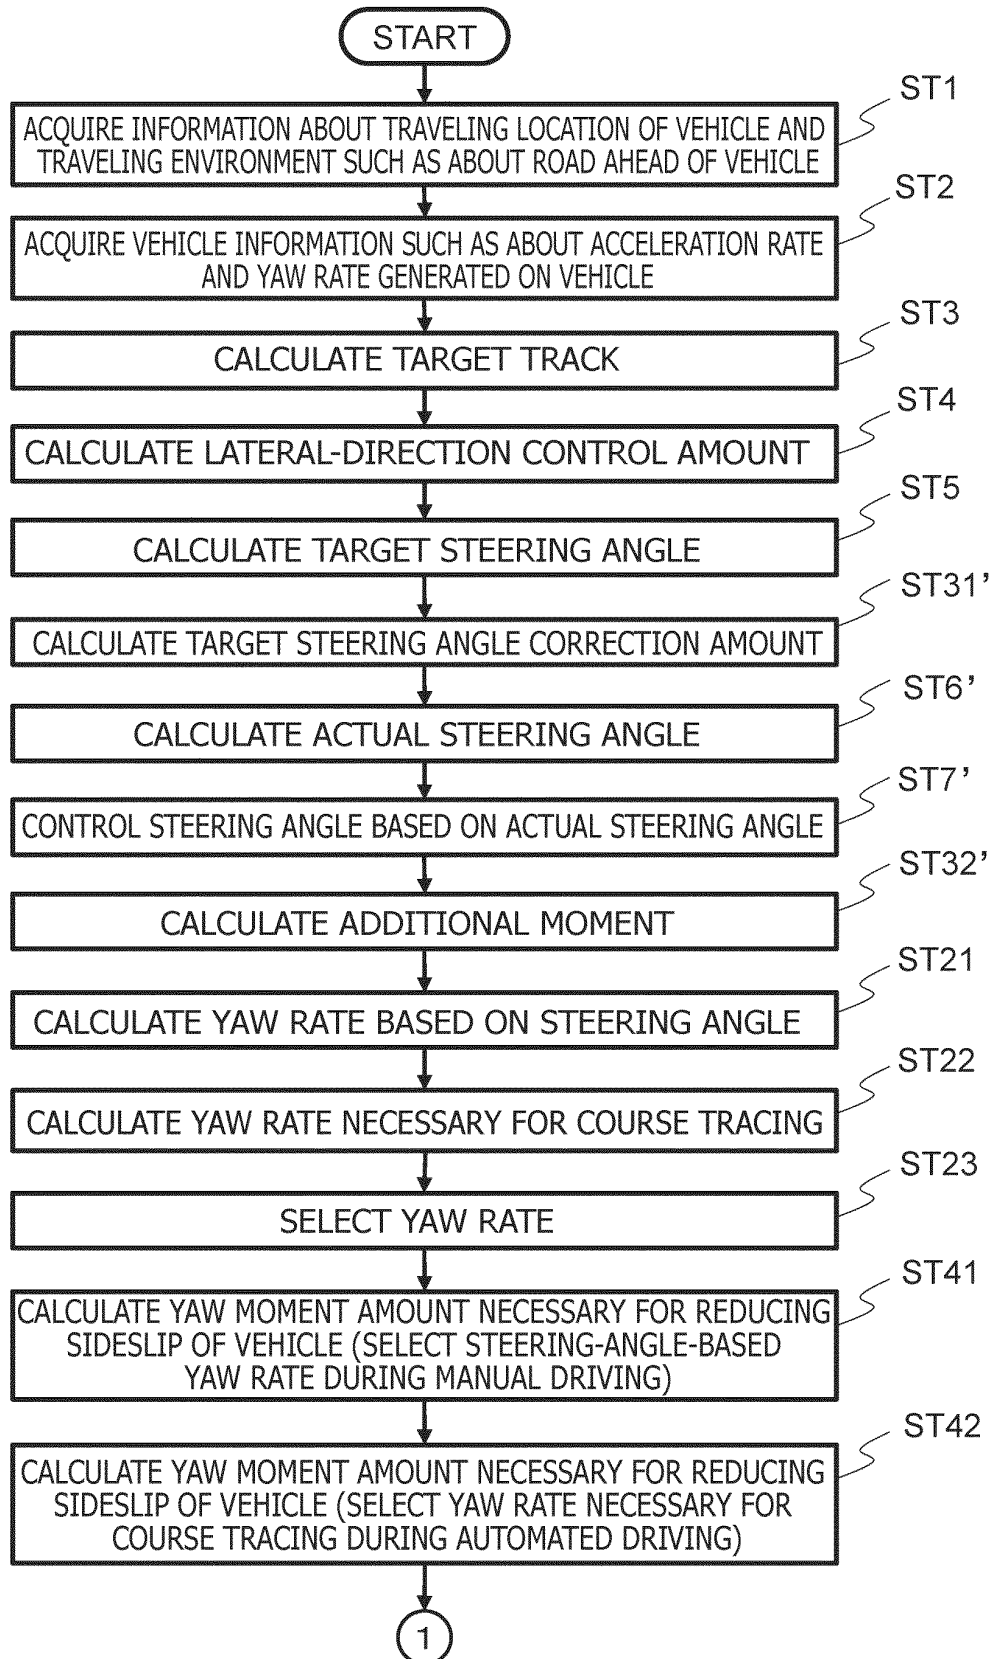 START
ST1
ACQUIRE INFORMATION ABOUT TRAVELING LOCATION OF VEHICLE AND
TRAVELING ENVIRONMENT SUCH AS ABOUT ROAD AHEAD OF VEHICLE
ST2
ACQUIRE VEHICLE INFORMATION SUCH AS ABOUT ACCELERATION RATE
AND YAW RATE GENERATED ON VEHICLE
ST3
CALCULATE TARGET TRACK
ST4
CALCULATE LATERAL-DIRECTION CONTROL AMOUNT
ST5
CALCULATE TARGET STEERING ANGLE
ST31’
CALCULATE TARGET STEERING ANGLE CORRECTION AMOUNT
ST6’
CALCULATE ACTUAL STEERING ANGLE
ST7’
CONTROL STEERING ANGLE BASED ON ACTUAL STEERING ANGLE
ST32’
CALCULATE ADDITIONAL MOMENT
ST21
CALCULATE YAW RATE BASED ON STEERING ANGLE
ST22
CALCULATE YAW RATE NECESSARY FOR COURSE TRACING
ST23
SELECT YAW RATE
ST41
CALCULATE YAW MOMENT AMOUNT NECESSARY FOR REDUCING
SIDESLIP OF VEHICLE (SELECT STEERING-ANGLE-BASED
YAW RATE DURING MANUAL DRIVING)
ST42
CALCULATE YAW MOMENT AMOUNT NECESSARY FOR REDUCING
SIDESLIP OF VEHICLE (SELECT YAW RATE NECESSARY FOR
COURSE TRACING DURING AUTOMATED DRIVING)
1